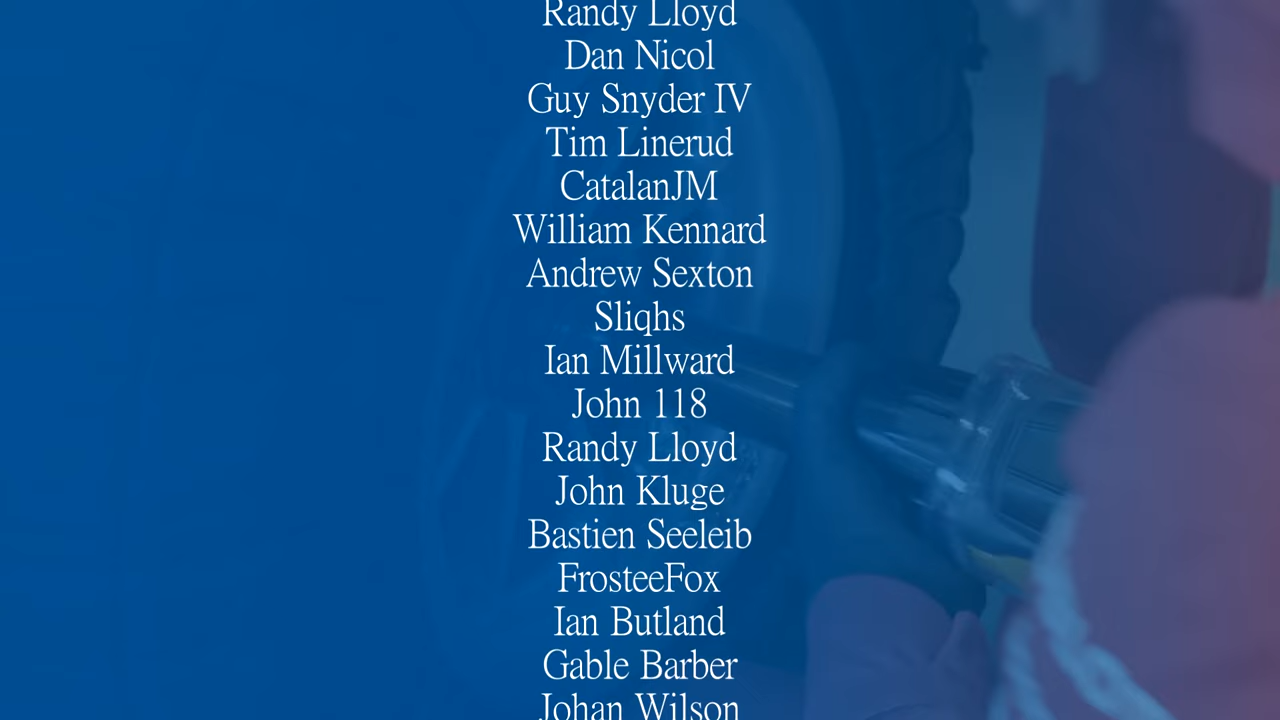 Randy Lloyd
Dan Nicol
Guy Snyder IV
Tim Linerud
CatalanJM
William Kennard
Andrew Sexton
Sliqhs
Ian Millward
John 118
Randy Lloyd
John Kluge
Bastien Seeleib
FrosteeFox
Ian Butland
Gable Barber
Johan Wilson